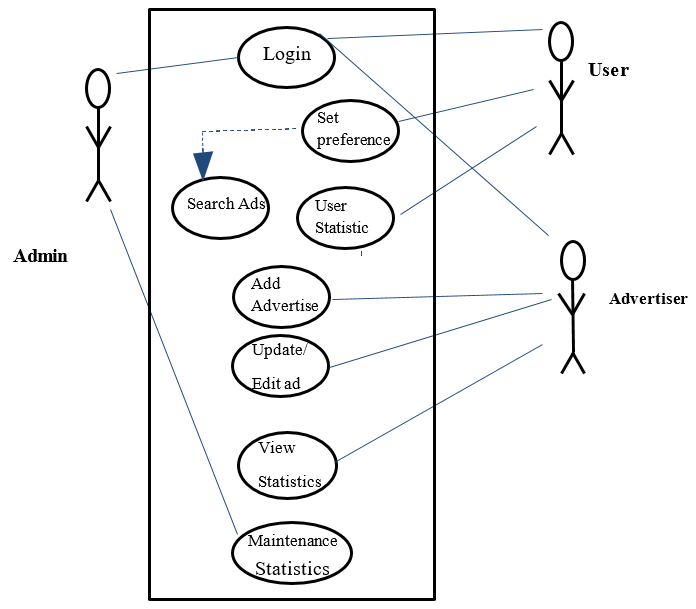 Login
User
Set
preference
Search Ads
User
Statistic
Admin
Add
Advertise
Advertiser
Update/
Edit ad
View
Statistics
Maintenance
Statistics